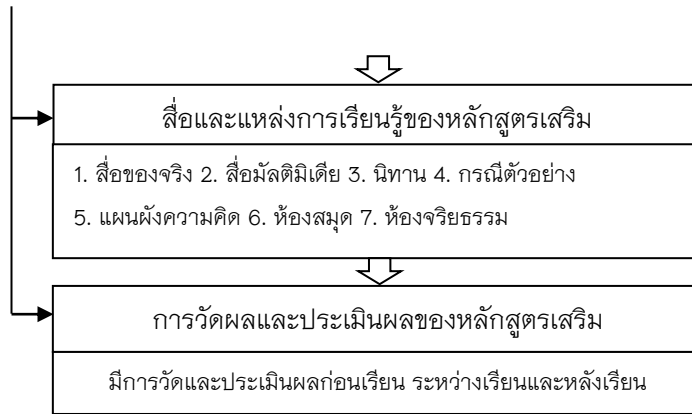 สื่อและแหล่งการเรียนรู้ของหลักสูตรเสริม
1. สื่อของจริง 2. สื่อมัลติมิเดีย 3. นิทาน 4. กรณีตัวอย่าง
5. แผนผังความคิด 6. ห้องสมุด 7. ห้องจริยธรรม
การวัดผลและประเมินผลของหลักสูตรเสริม
มีการวัดและประเมินผลก่อนเรียน ระหว่างเรียนและหลังเรียน